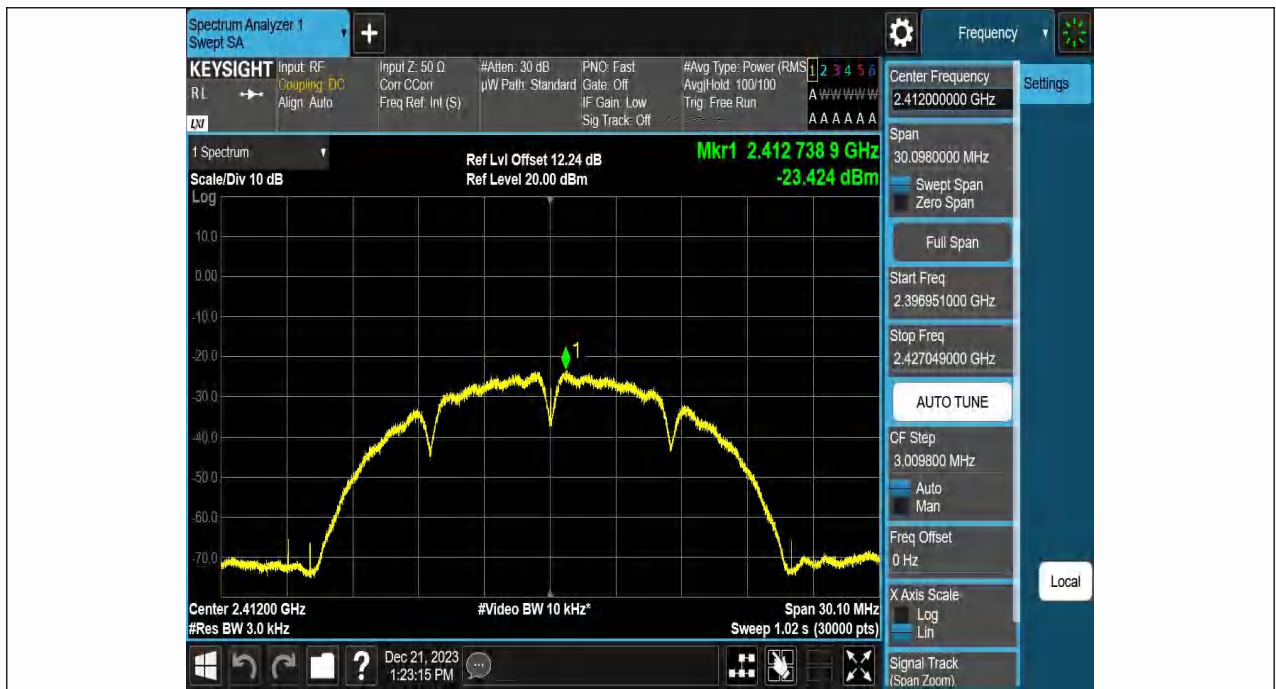 Spectrum Analyzer 1
Swept SA
+
Frequency
KEYSIGHT
RL
LXI
Input: RF
Coupling: DC
Align: Auto
Input Z: 50 Ω
Corr CCorr
Freq Ref: Int (S)
#Atten: 30 dB
µW Path: Standard
PNO: Fast
Gate: Off
IF Gain: Low
Sig Track: Off
#Avg Type: Power (RMS
Avg|Hold: 100/100
Trig: Free Run
1 2 3 4 5 6
A W W W W W
A A A A A A
1 Spectrum
Scale/Div 10 dB
Ref Lvl Offset 12.24 dB
Ref Level 20.00 dBm
Mkr1 2.412 738 9 GHz
-23.424 dBm
Log
10.0
0.00
-10.0
-20.0
-30.0
-40.0
-50.0
-60.0
-70.0
1
Center 2.41200 GHz
#Res BW 3.0 kHz
#Video BW 10 kHz*
Span 30.10 MHz
Sweep 1.02 s (30000 pts)
Dec 21, 2023
1:23:15 PM
?
Center Frequency
2.412000000 GHz
Settings
Span
30.0980000 MHz
Swept Span
Zero Span
Full Span
Start Freq
2.396951000 GHz
Stop Freq
2.427049000 GHz
AUTO TUNE
CF Step
3.009800 MHz
Auto
Man
Freq Offset
0 Hz
X Axis Scale
Log
Lin
Local
Signal Track
(Span Zoom)